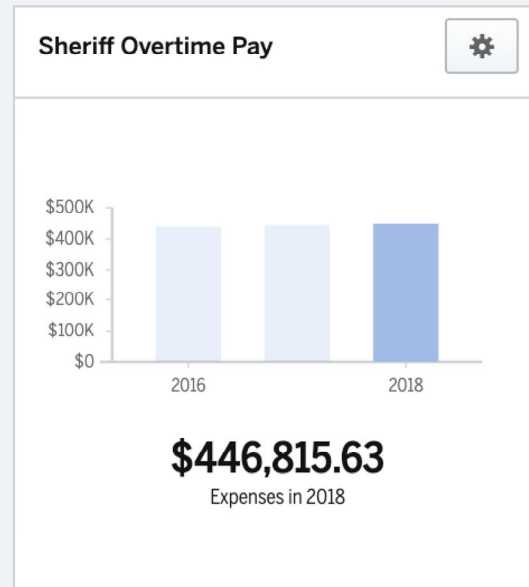 Sheriff Overtime Pay
$500K
$400K
$300K
$200K
$100K
$0
2016
2018
$446,815.63
Expenses in 2018